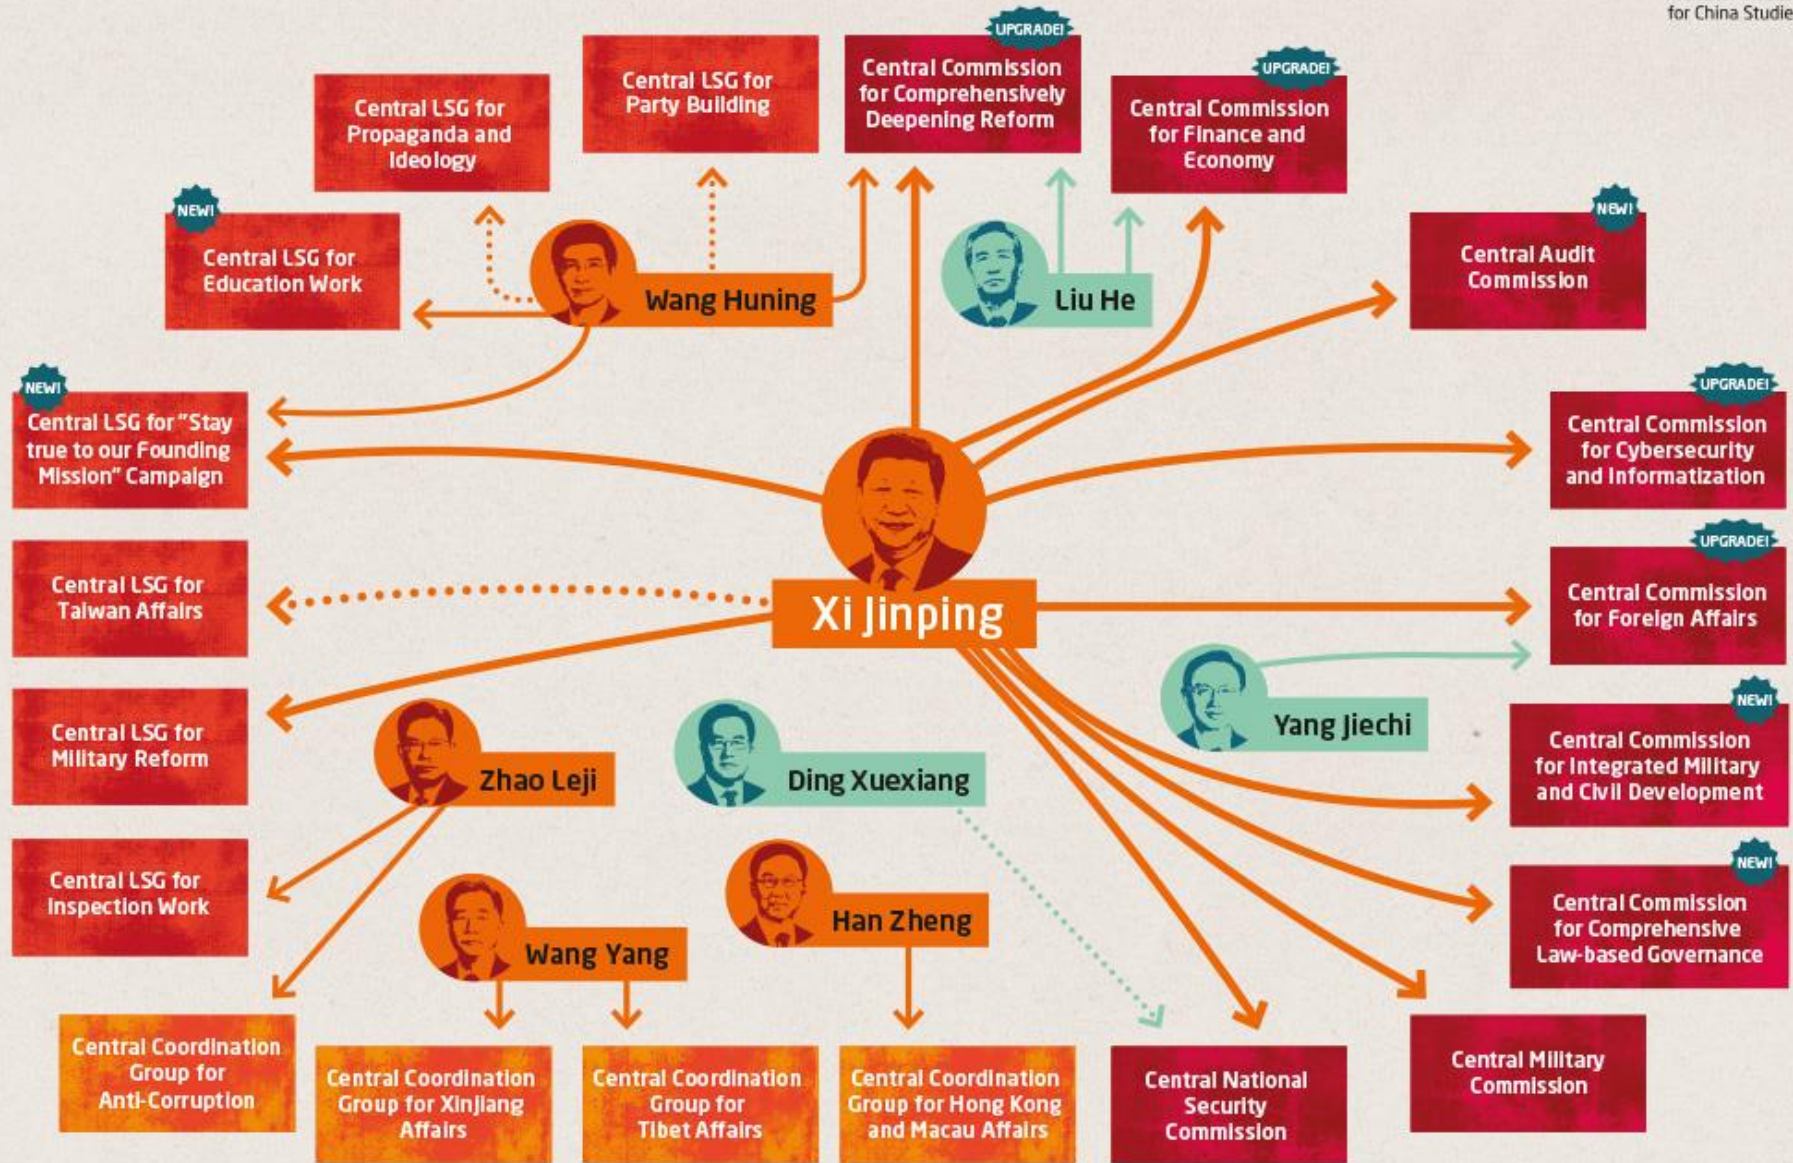 for China Studie
UPGRADE!
Central Commission
for Comprehensively
Deepening Reform
Central LSG for
Party Building
UPGRADE!
Central Commission
for Finance and
Economy
Central LSG for
Propaganda and
Ideology
NEW!
Central LSG for
Education Work
Wang Huning
Liu He
NEW!
Central Audit
Commission
NEW!
Central LSG for "Stay
true to our Founding
Mission" Campaign
UPGRADE!
Central Commission
for Cybersecurity
and Informatization
Central LSG for
Taiwan Affairs
Xi Jinping
UPGRADE!
Central Commission
for Foreign Affairs
Central LSG for
Military Reform
Zhao Leji
Ding Xuexiang
Yang Jiechi
NEW!
Central Commission
for Integrated Military
and Civil Development
Central LSG for
Inspection Work
Wang Yang
Han Zheng
NEW!
Central Commission
for Comprehensive
Law-based Governance
Central Coordination
Group for
Anti-Corruption
Central Coordination
Group for Xinjiang
Affairs
Central Coordination
Group for
Tibet Affairs
Central Coordination
Group for Hong Kong
and Macau Affairs
Central National
Security
Commission
Central Military
Commission